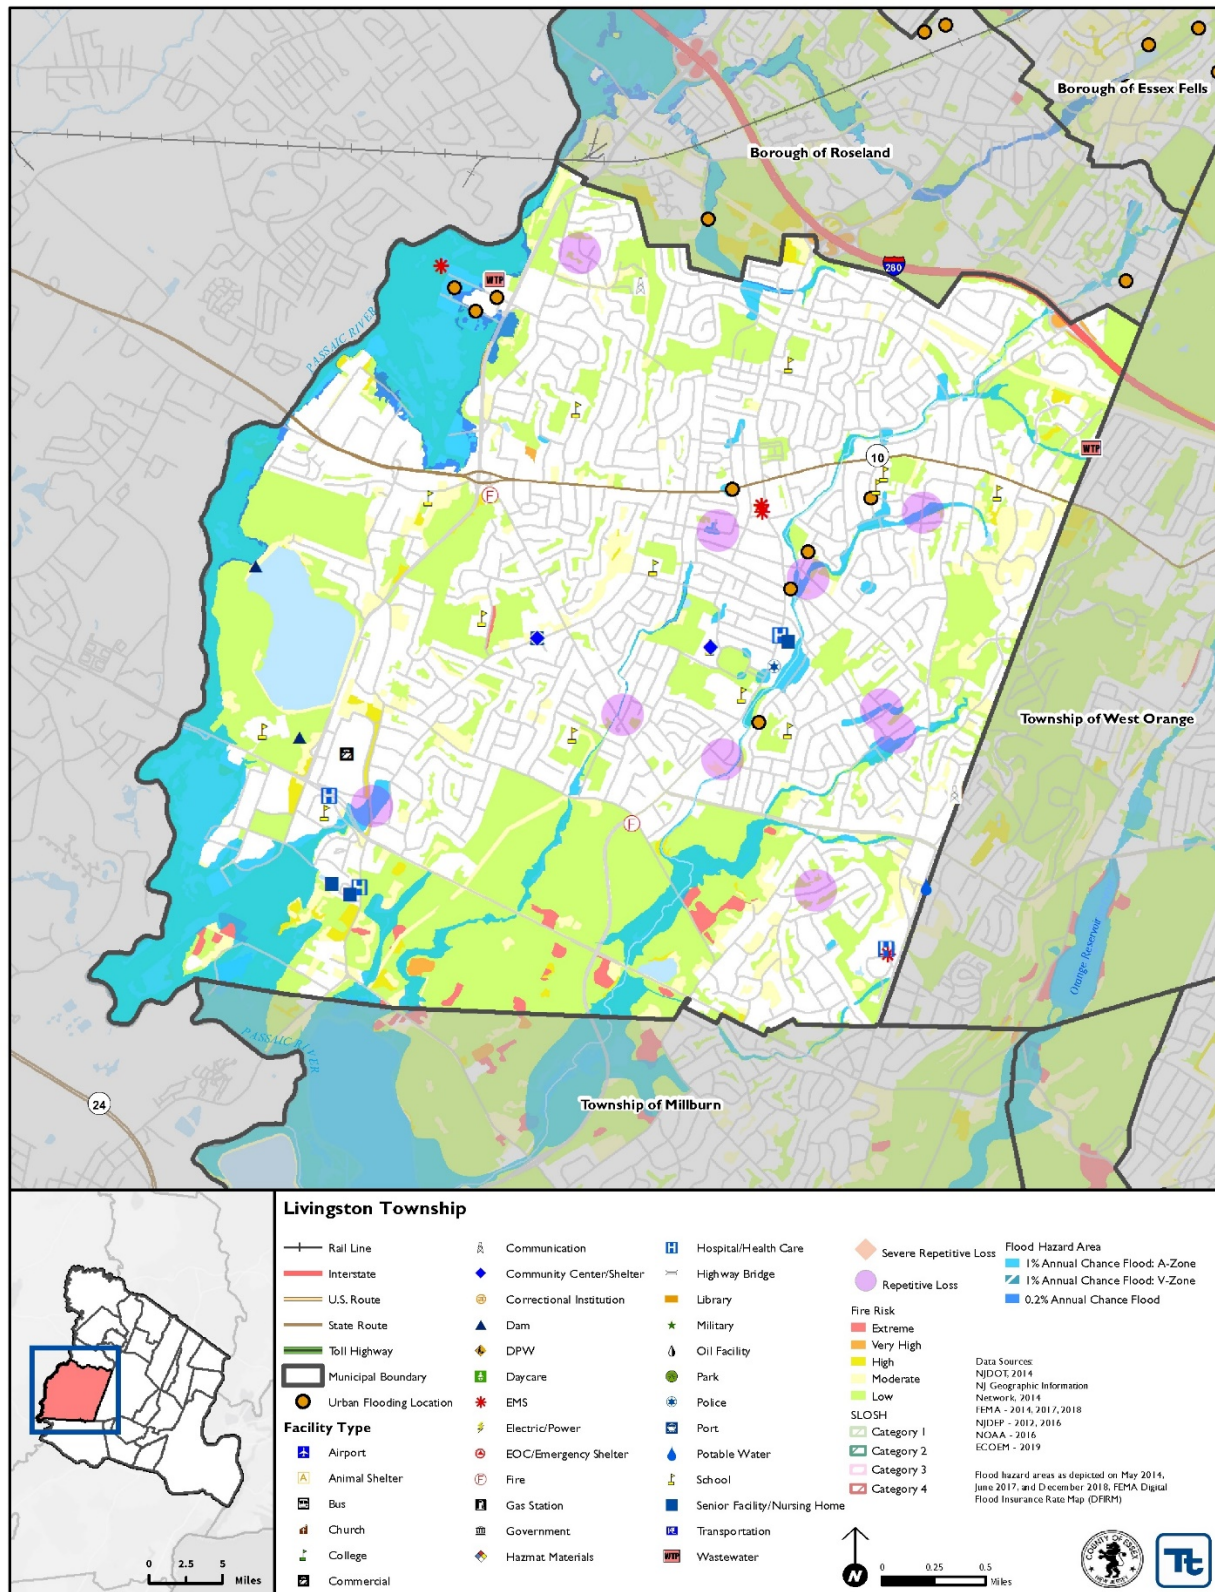 Borough of Essex Fells
Borough of Roseland
280
WTP
PASSAIC RIVER
10
WTP
F
H
Township of West Orange
H
F
H
H
Orange Reservoir
PASSAIC RIVER
24
Township of Millburn
Livingston Township
Rail Line
Interstate
U.S. Route
State Route
Toll Highway
Municipal Boundary
Urban Flooding Location
Facility Type
Airport
Animal Shelter
Bus
Church
College
Commercial
Communication
Community Center/Shelter
Correctional Institution
Dam
DPW
Daycare
EMS
Electric/Power
EOC/Emergency Shelter
Fire
Gas Station
Government
Hazmat Materials
Hospital/Health Care
Highway Bridge
Library
Military
Oil Facility
Park
Police
Port
Potable Water
School
Senior Facility/Nursing Home
Transportation
WTP Wastewater
Severe Repetitive Loss
Repetitive Loss
Fire Risk
Extreme
Very High
High
Moderate
Low
SLOSH
Category 1
Category 2
Category 3
Category 4
Flood Hazard Area
1% Annual Chance Flood: A-Zone
1% Annual Chance Flood: V-Zone
0.2% Annual Chance Flood
Data Sources:
NJDOT, 2014
NJ Geographic Information
Network, 2014
FEMA - 2014, 2017, 2018
NJDEP - 2012, 2016
NOAA - 2016
ECOEM - 2019
Flood hazard areas as depicted on May 2014,
June 2017, and December 2018, FEMA Digital
Flood Insurance Rate Map (DFIRM)
0 2.5 5
Miles
N
0 0.25 0.5
Miles
COUNTY OF ESSEX
NEW JERSEY
Tt